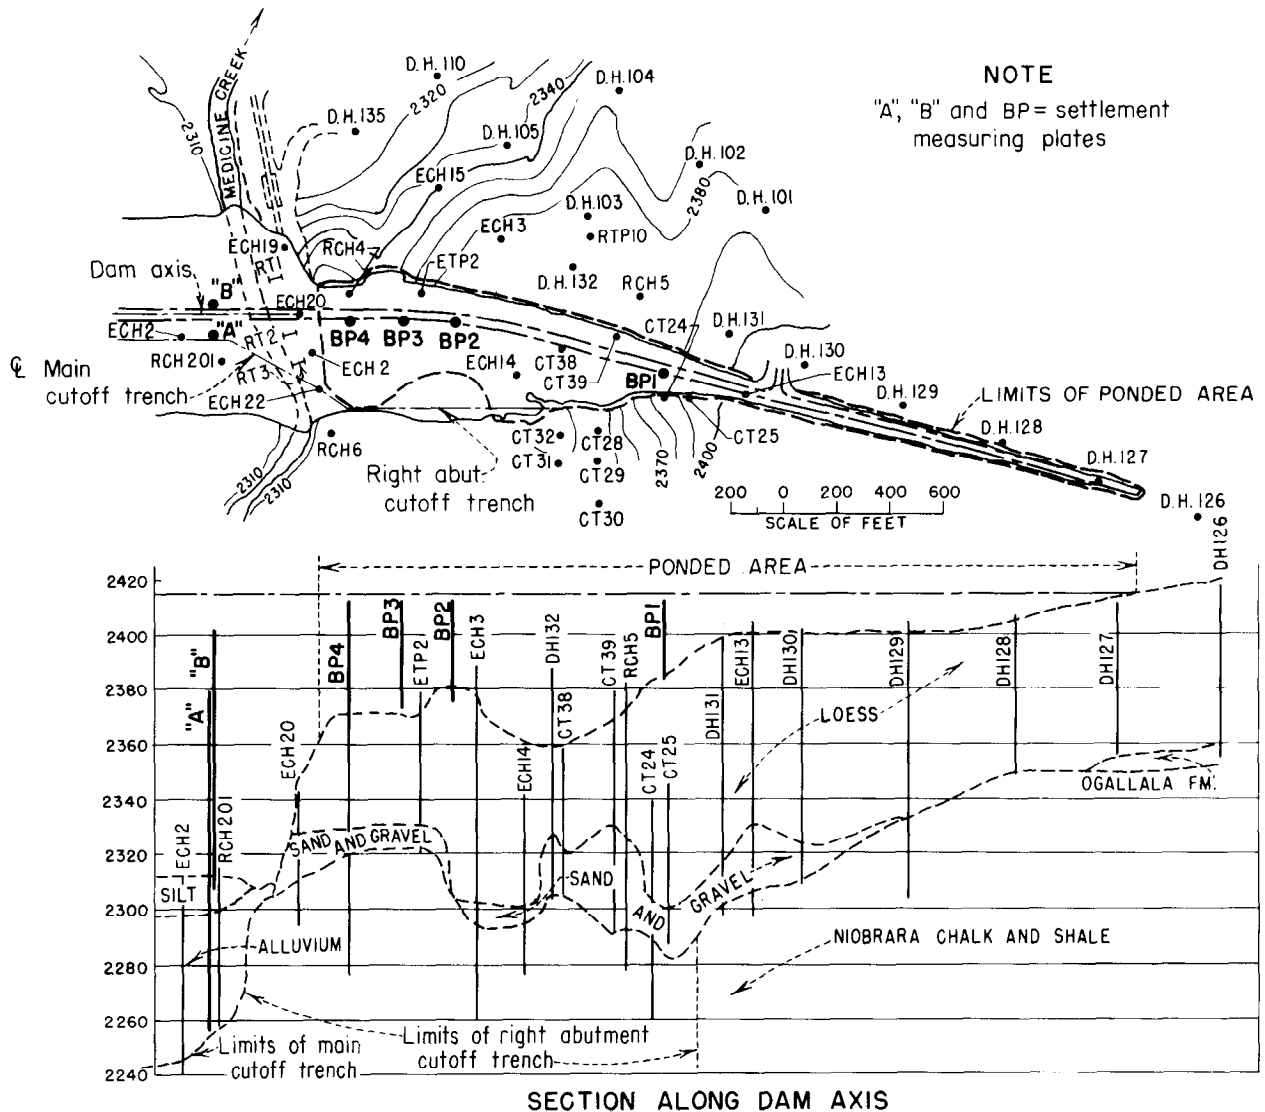 NOTE
"A", "B" and BP = settlement
measuring plates
MEDICINE CREEK
2310
D.H.110
2320
D.H.135
2340
D.H.104
D.H.105
ECH15
D.H.102
2380
D.H.101
D.H.103
RTP10
ECH3
ECH19
RCH4
ETP2
RT1
Dam axis
"B"
D.H.132
RCH5
ECH20
CT24
D.H.131
ECH2
"A"
RT2
BP4
BP3
BP2
RCH201
ECH2
ECH14
CT38
CT39
BP1
D.H.130
ECH13
℄ Main
cutoff trench
RT3
ECH22
D.H.129
LIMITS OF PONDED AREA
D.H.128
RCH6
CT32
CT28
CT25
CT31
CT29
CT30
2370
2400
D.H.127
D.H.126
2310
2310
Right abut.
cutoff trench
200 0 200 400 600
SCALE OF FEET
PONDED AREA
DH126
2420
2400
2380
2360
2340
2320
2300
2280
2260
2240
"A"
"B"
ECH2
RCH201
ECH20
BP4
BP3
ETP2
BP2
ECH3
ECH14
DH132
CT38
CT39
RCH5
CT24
BP1
CT25
DH131
ECH13
DH130
DH129
DH128
DH127
LOESS
OGALLALA FM.
SAND AND GRAVEL
SILT
SAND
AND
GRAVEL
ALLUVIUM
NIOBRARA CHALK AND SHALE
Limits of main
cutoff trench
Limits of right abutment
cutoff trench
SECTION ALONG DAM AXIS